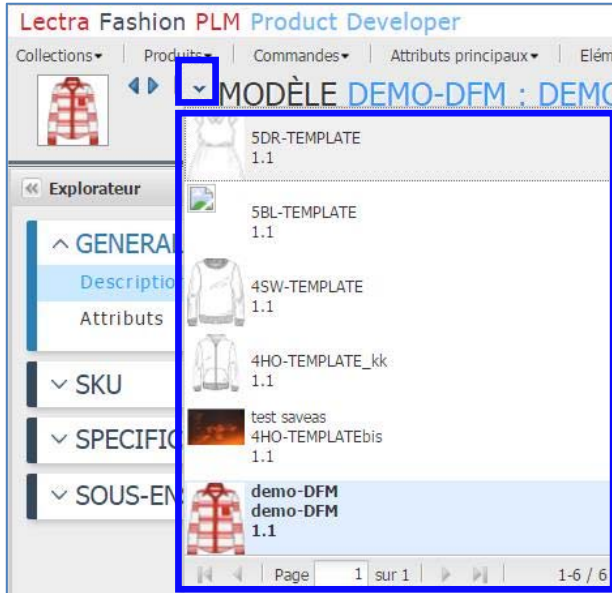 Lectra Fashion PLM Product Developer
Collections Produits Commandes Attributs principaux Elém
MODÈLE DEMO-DFM : DEMO
5DR-TEMPLATE
1.1
Explorateur
5BL-TEMPLATE
1.1
GENERAL
Descriptio
4SW-TEMPLATE
1.1
Attributs
4HO-TEMPLATE_kk
1.1
SKU
test saveas
4HO-TEMPLATEbis
1.1
SPECIFIC
demo-DFM
demo-DFM
1.1
SOUS-EN
Page 1 sur 1 1-6 / 6